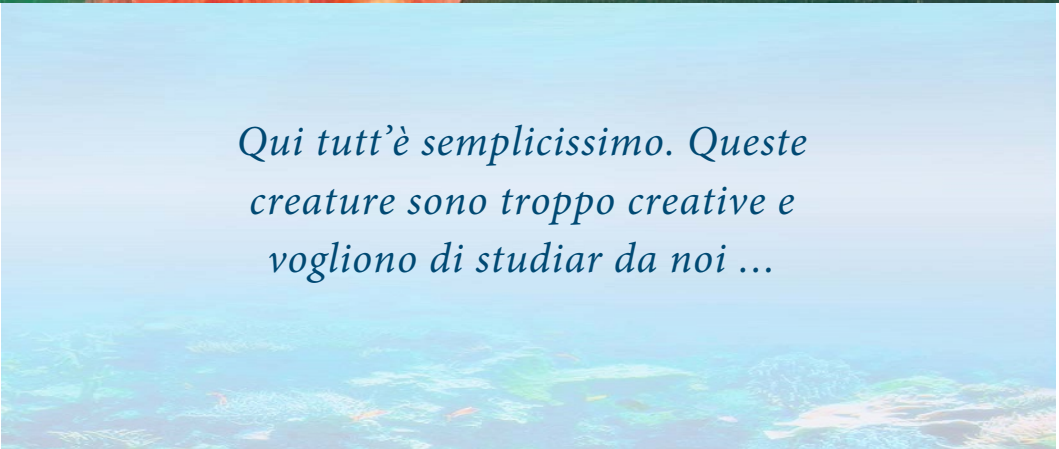 Qui tutt’è semplicissimo. Queste
creature sono troppo creative e
vogliono di studiar da noi …